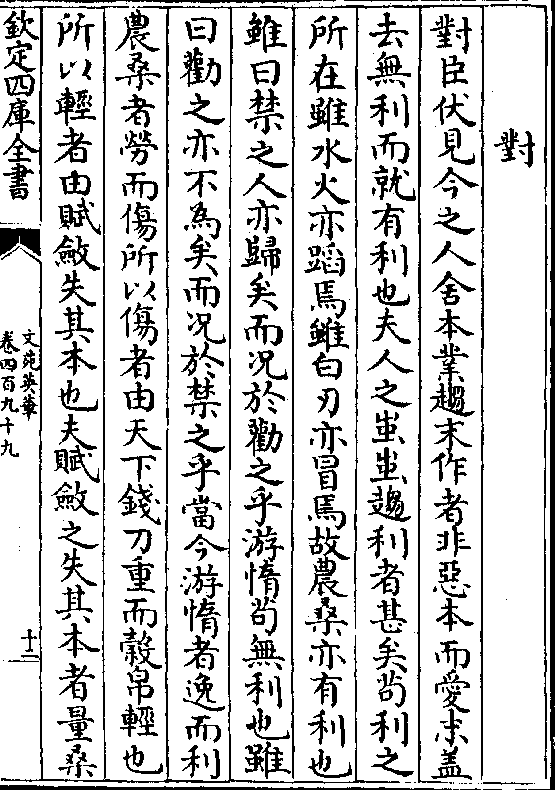 對
對臣伏見今之人舍本業趨末作者非惡本而愛末盖
去無利而就有利也夫人之蚩蚩趨利者甚矣茍利之
所在雖水火亦蹈焉雖白刃亦冒焉故農桑亦有利也
雖曰禁之人亦歸矣而况於勸之乎游惰茍無利也雖
曰勸之亦不為矣而况於禁之乎當今游惰者逸而利
農桑者勞而傷所以傷者由天下錢刀重而糓帛輕也
所以輕者由賦斂失其本也夫賦斂之失其本者量桑
欽定四庫全書
文苑英華
卷四百九十九
十二